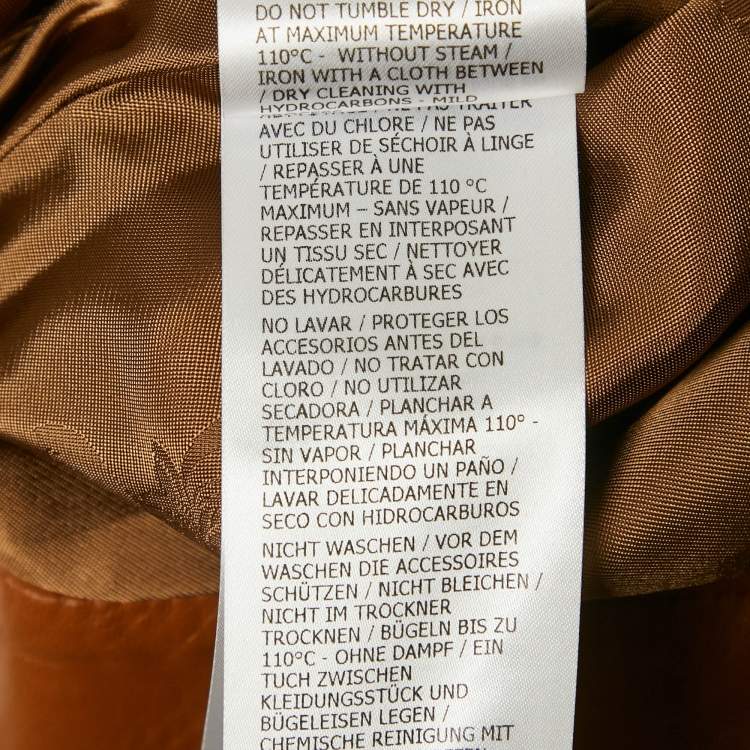 DO NOT TUMBLE DRY / IRON
AT MAXIMUM TEMPERATURE
110°C - WITHOUT STEAM /
IRON WITH A CLOTH BETWEEN
/ DRY CLEANING WITH
HYDROCARBONS - MILD
NE PAS TRAITER
AVEC DU CHLORE / NE PAS
UTILISER DE SÉCHOIR À LINGE
/ REPASSER À UNE
TEMPÉRATURE DE 110 °C
MAXIMUM – SANS VAPEUR /
REPASSER EN INTERPOSANT
UN TISSU SEC / NETTOYER
DÉLICATEMENT À SEC AVEC
DES HYDROCARBURES
NO LAVAR / PROTEGER LOS
ACCESORIOS ANTES DEL
LAVADO / NO TRATAR CON
CLORO / NO UTILIZAR
SECADORA / PLANCHAR A
TEMPERATURA MÁXIMA 110° -
SIN VAPOR / PLANCHAR
INTERPONIENDO UN PAÑO /
LAVAR DELICADAMENTE EN
SECO CON HIDROCARBUROS
NICHT WASCHEN / VOR DEM
WASCHEN DIE ACCESSOIRES
SCHÜTZEN / NICHT BLEICHEN /
NICHT IM TROCKNER
TROCKNEN / BÜGELN BIS ZU
110°C - OHNE DAMPF / EIN
TUCH ZWISCHEN
KLEIDUNGSSTÜCK UND
BÜGELEISEN LEGEN /
CHEMISCHE REINIGUNG MIT